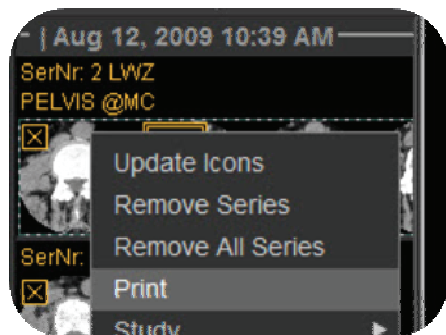 | Aug 12, 2009 10:39 AM
SerNr: 2 LWZ
PELVIS @MC
Update Icons
Remove Series
Remove All Series
SerNr:
Print
Study